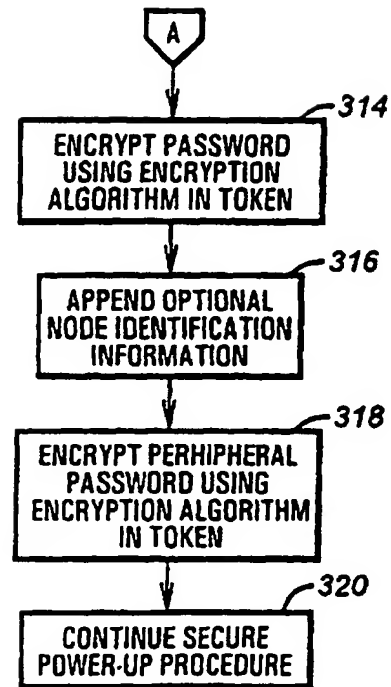 A
314
ENCRYPT PASSWORD
USING ENCRYPTION
ALGORITHM IN TOKEN
316
APPEND OPTIONAL
NODE IDENTIFICATION
INFORMATION
318
ENCRYPT PERHIPHERAL
PASSWORD USING
ENCRYPTION ALGORITHM
IN TOKEN
320
CONTINUE SECURE
POWER-UP PROCEDURE